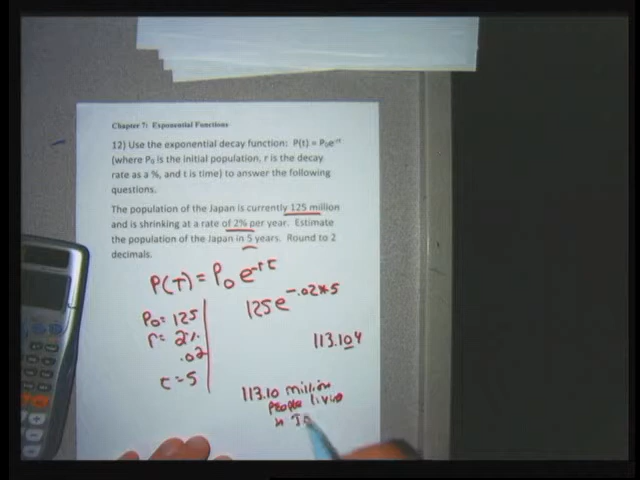 Chapter 7: Exponential Functions
12) Use the exponential decay function: P(t) = P₀e⁻ʳᵗ
(where P₀ is the initial population, r is the decay
rate as a %, and t is time) to answer the following
questions.
The population of the Japan is currently 125 million
and is shrinking at a rate of 2% per year. Estimate
the population of the Japan in 5 years. Round to 2
decimals.
P(T) = P₀ e^-rt
P₀ = 125
r = 2%
.02
t = 5
125e^-.02*5
113.104
113.10 million
people living
in